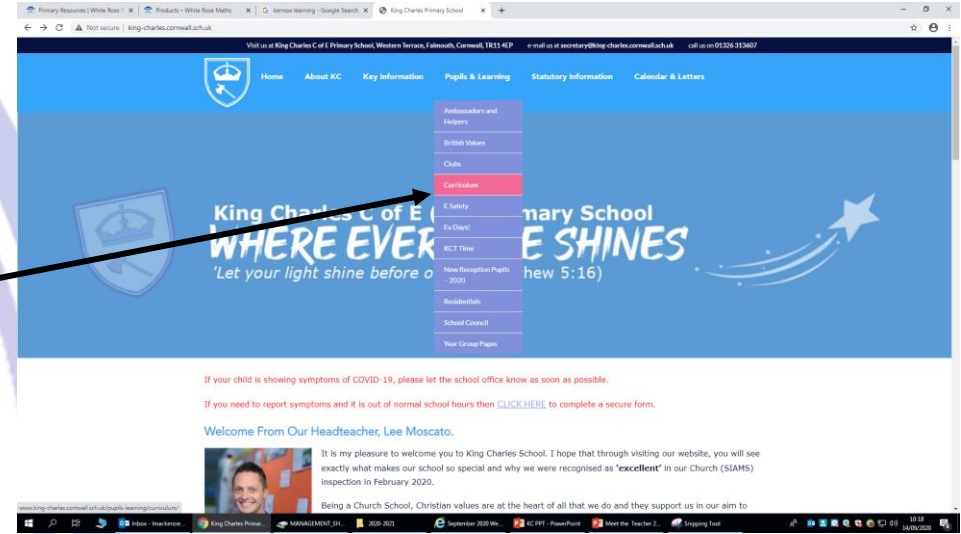 Primary Resources | White Rose
Products - White Rose Maths
kernow learning - Google Search
King Charles Primary School
Not secure | king-charles.cornwall.sch.uk
Visit us at King Charles C of E Primary School, Western Terrace, Falmouth, Cornwall, TR11 4EP e-mail us at secretary@king-charles.cornwall.sch.uk call us on 01326 313607
Home About KC Key Information Pupils & Learning Statutory Information Calendar & Letters
Ambassadors and
Helpers
British Values
Clubs
Curriculum
E Safety
Ex Days!
KCT Time
New Reception Pupils
- 2020
Residentials
School Council
Year Group Pages
King Charles C of E mary School
WHERE EVER E SHINES
'Let your light shine before o hew 5:16)
If your child is showing symptoms of COVID-19, please let the school office know as soon as possible.
If you need to report symptoms and it is out of normal school hours then CLICK HERE to complete a secure form.
Welcome From Our Headteacher, Lee Moscato.
It is my pleasure to welcome you to King Charles School. I hope that through visiting our website, you will see
exactly what makes our school so special and why we were recognised as 'excellent' in our Church (SIAMS)
inspection in February 2020.
Being a Church School, Christian values are at the heart of all that we do and they support us in our aim to
www.king-charles.cornwall.sch.uk/pupils-learning/curriculum/
King Charles Primar... MANAGEMENT_SH... 2020-2021 September 2020 We... KC PPT - PowerPoint Meet the Teacher 2... Snipping Tool
10:18
14/09/2020